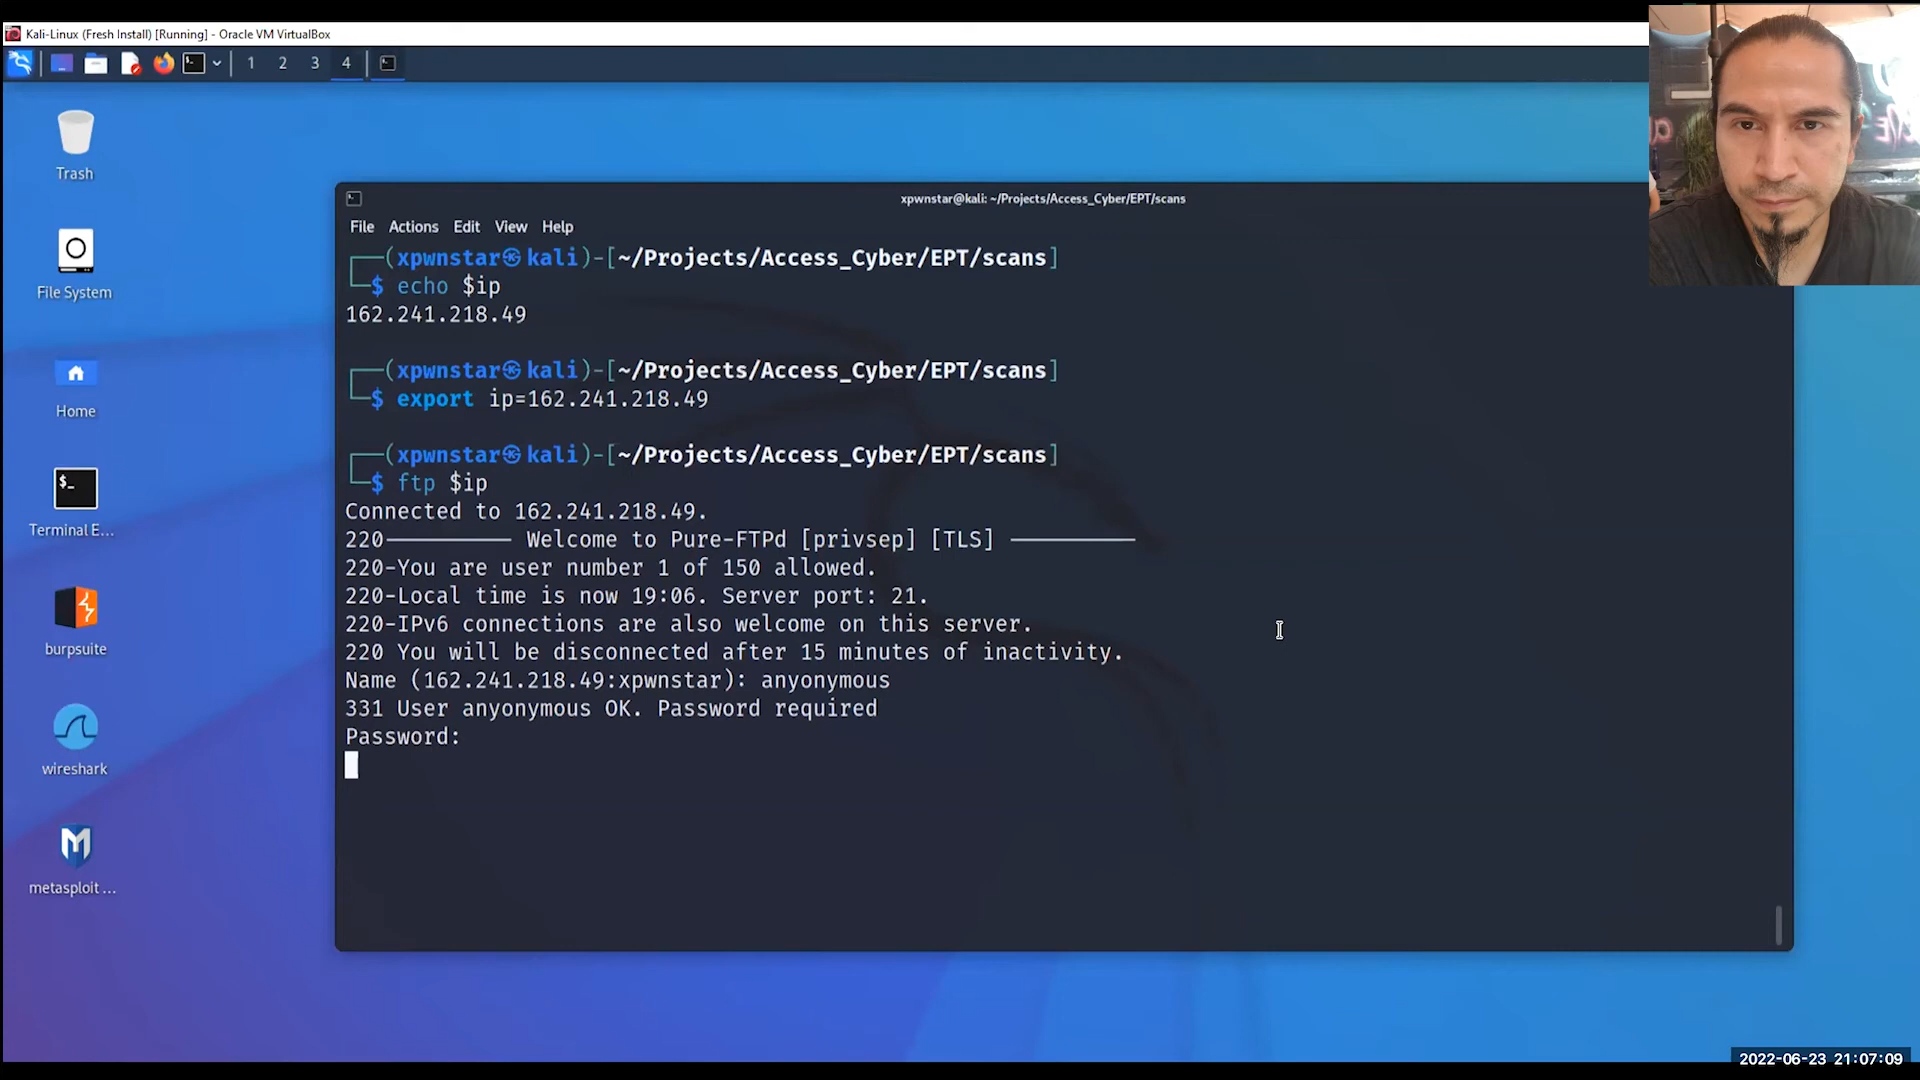 Kali-Linux (Fresh Install) [Running] - Oracle VM VirtualBox
1 2 3 4
Trash
File System
Home
Terminal E...
burpsuite
wireshark
metasploit ...
xpwnstar@kali: ~/Projects/Access_Cyber/EPT/scans
File Actions Edit View Help
(xpwnstar㉿kali)-[~/Projects/Access_Cyber/EPT/scans]
$ echo $ip
162.241.218.49
(xpwnstar㉿kali)-[~/Projects/Access_Cyber/EPT/scans]
$ export ip=162.241.218.49
(xpwnstar㉿kali)-[~/Projects/Access_Cyber/EPT/scans]
$ ftp $ip
Connected to 162.241.218.49.
220---------- Welcome to Pure-FTPd [privsep] [TLS] ----------
220-You are user number 1 of 150 allowed.
220-Local time is now 19:06. Server port: 21.
220-IPv6 connections are also welcome on this server.
220 You will be disconnected after 15 minutes of inactivity.
Name (162.241.218.49:xpwnstar): anyonymous
331 User anyonymous OK. Password required
Password:
2022-06-23 21:07:09